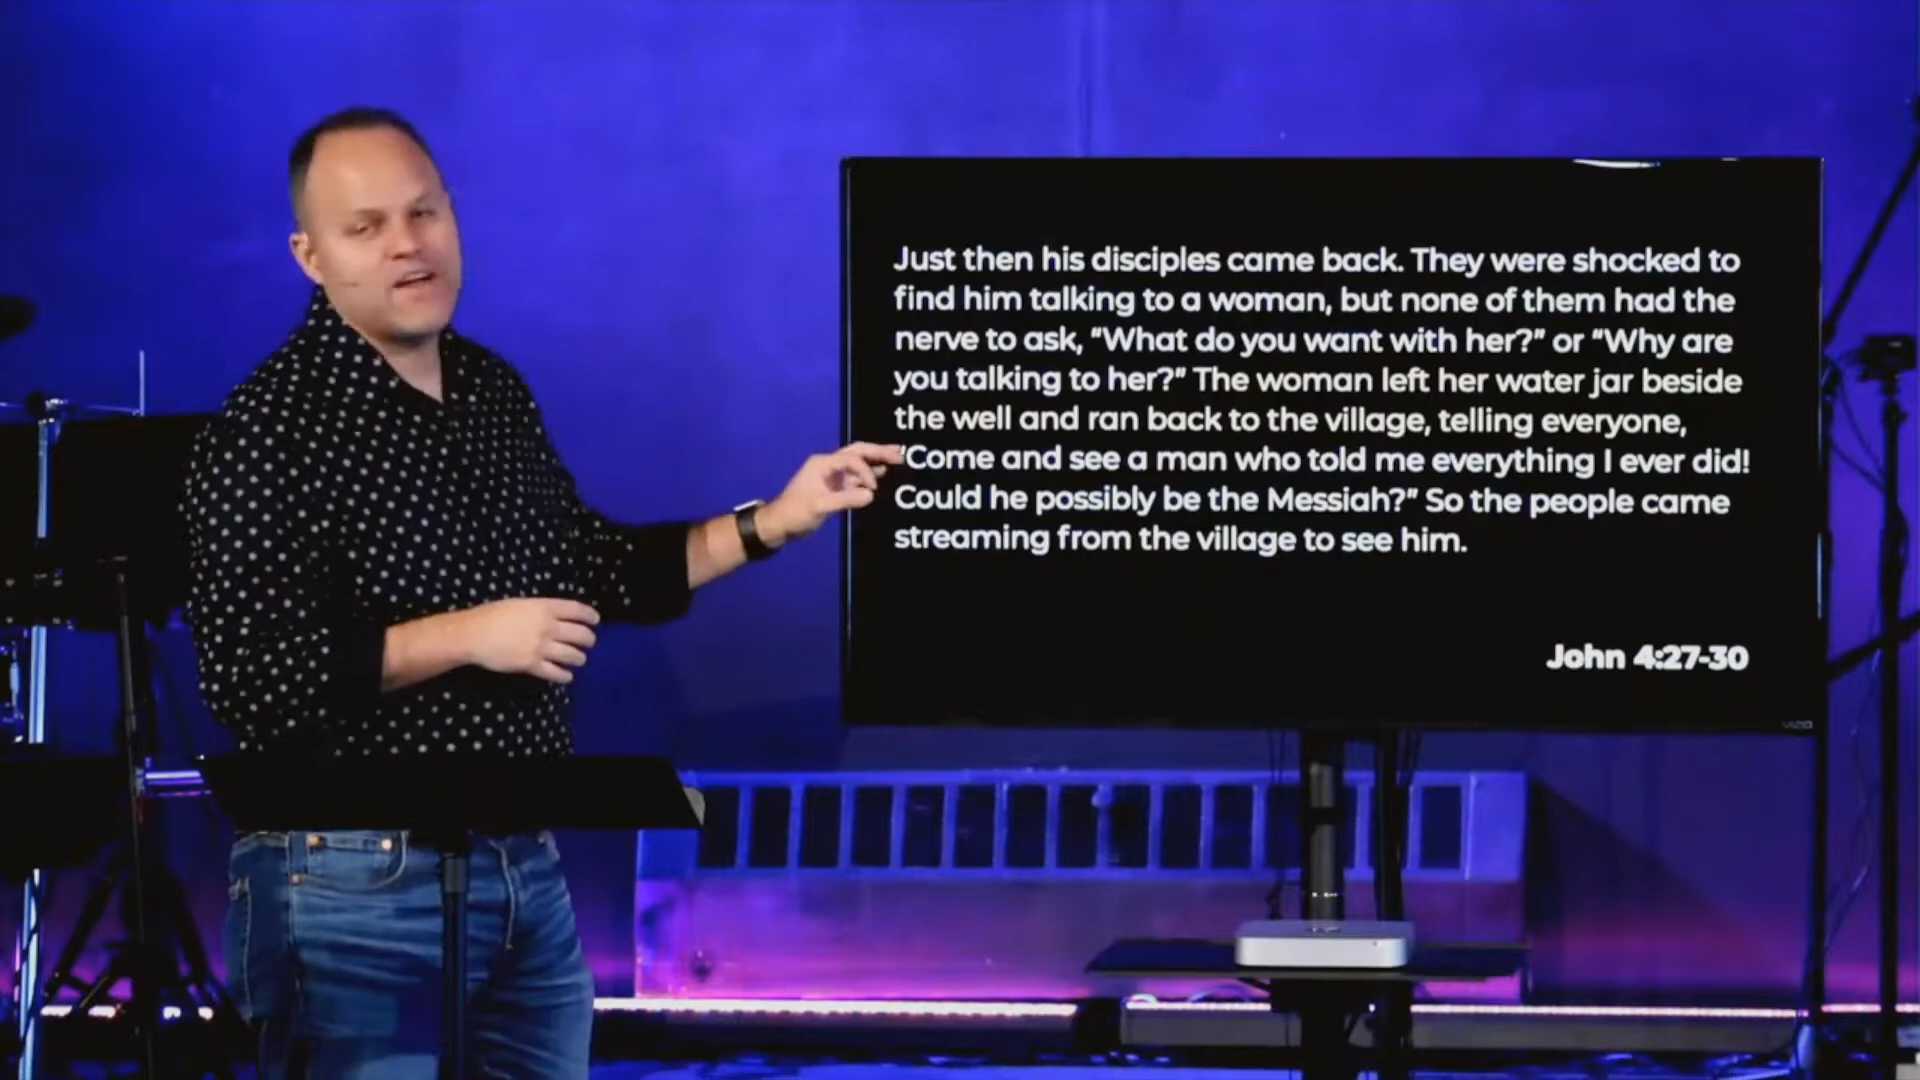 Just then his disciples came back. They were shocked to
find him talking to a woman, but none of them had the
nerve to ask, "What do you want with her?" or "Why are
you talking to her?" The woman left her water jar beside
the well and ran back to the village, telling everyone,
"Come and see a man who told me everything I ever did!
Could he possibly be the Messiah?" So the people came
streaming from the village to see him.
John 4:27-30
VIZIO